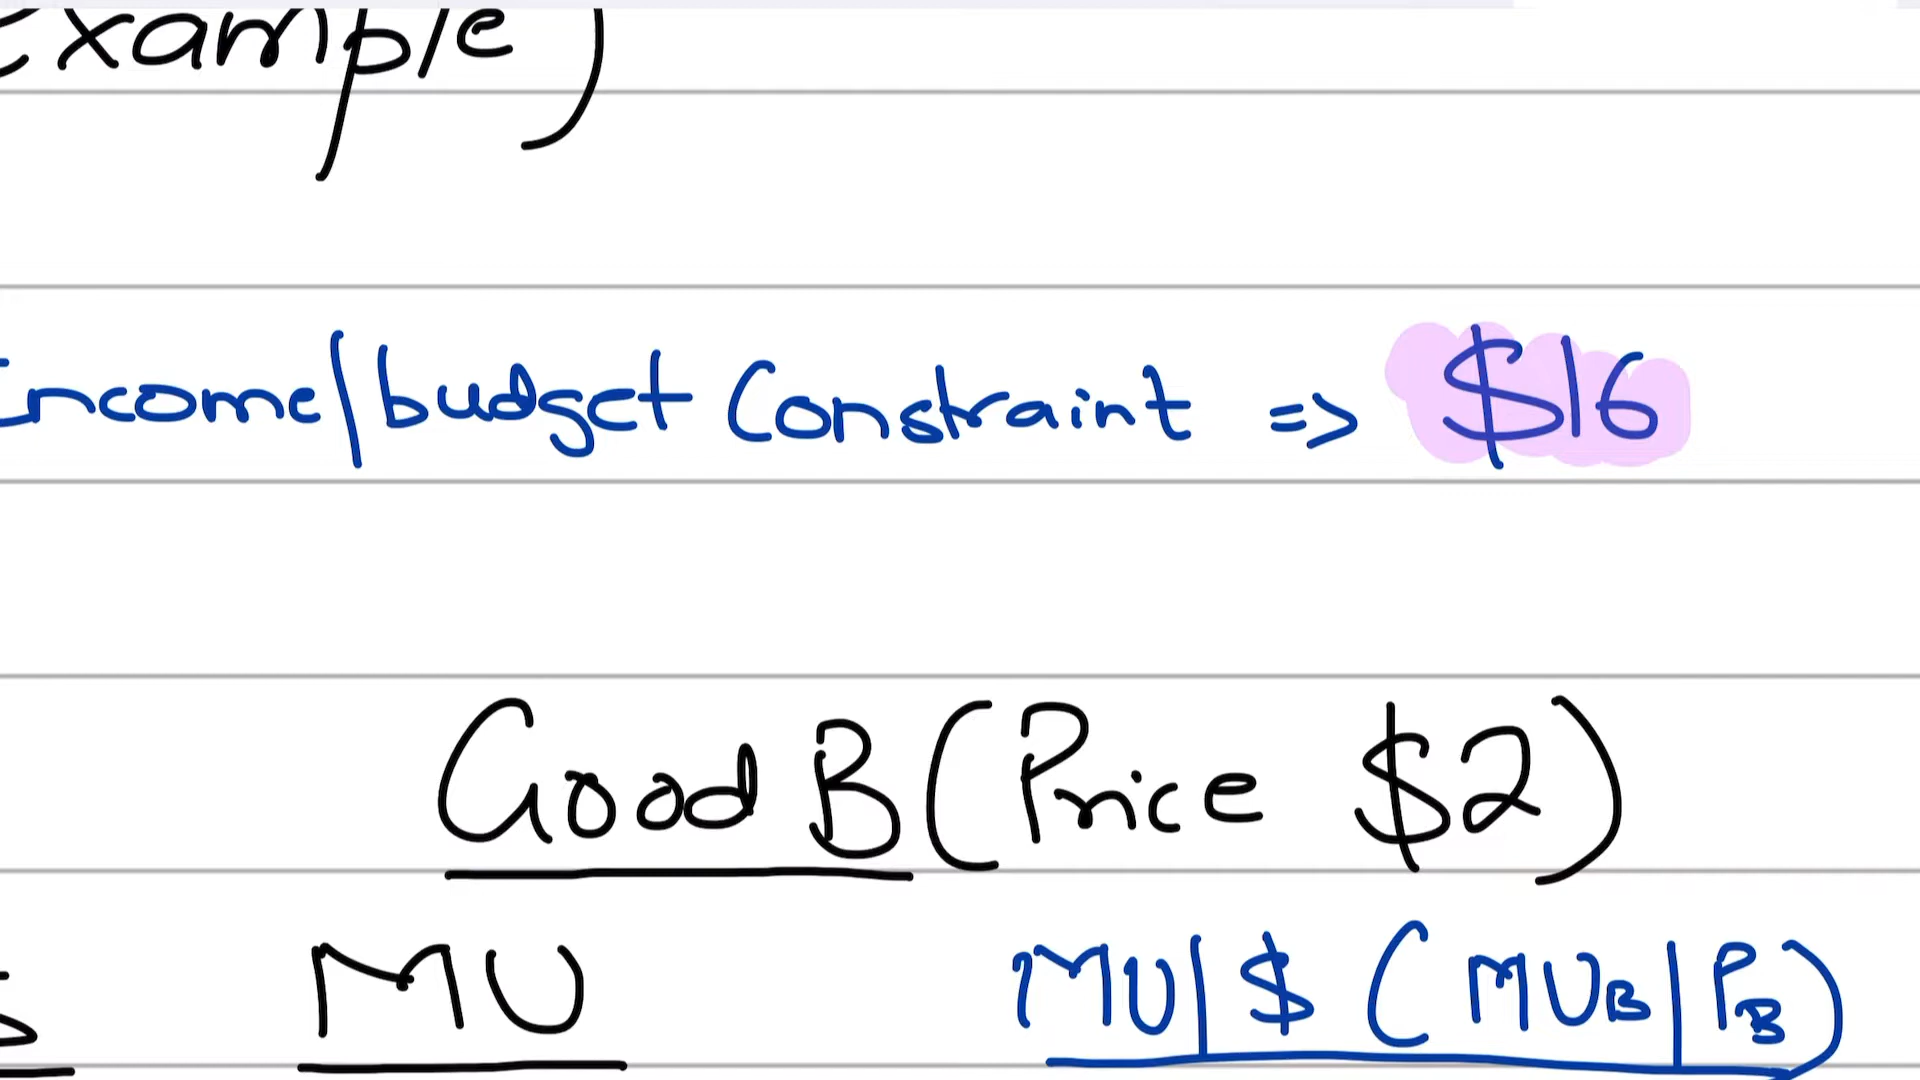 example)
Income/budget Constraint => $16
Good B (Price $2)
MU MU/$ (MUB/PB)